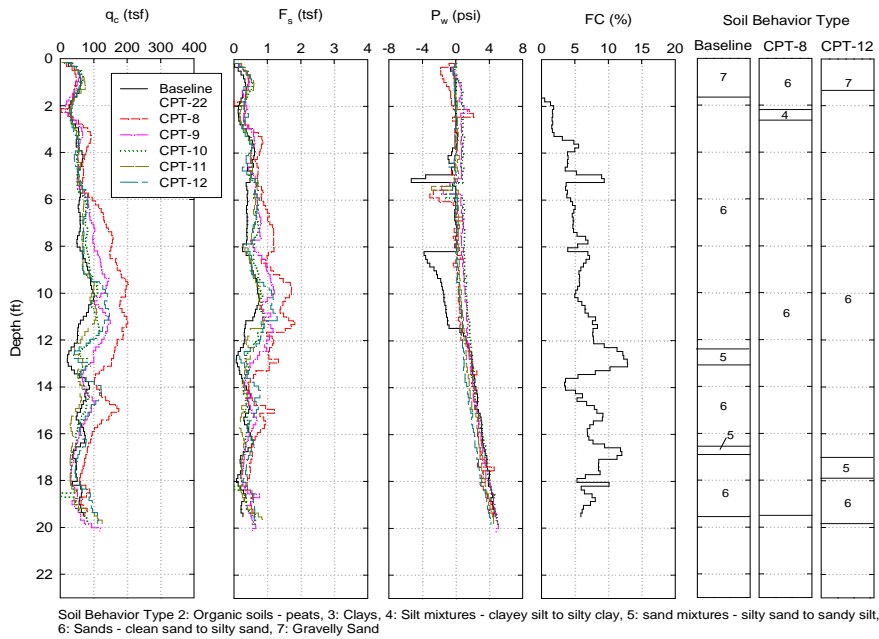 q_c (tsf) F_s (tsf) P_w (psi) FC (%) Soil Behavior Type
Baseline CPT-8 CPT-12
0 100 200 300 400 0 1 2 3 4 -8 -4 0 4 8 0 5 10 15 20
0
2
4
6
8
10
12
14
16
18
20
22
Depth (ft)
Baseline
CPT-22
CPT-8
CPT-9
CPT-10
CPT-11
CPT-12
7
6
5
6
5
6
6
4
6
7
6
5
6
Soil Behavior Type 2: Organic soils - peats, 3: Clays, 4: Silt mixtures - clayey silt to silty clay, 5: sand mixtures - silty sand to sandy silt,
6: Sands - clean sand to silty sand, 7: Gravelly Sand